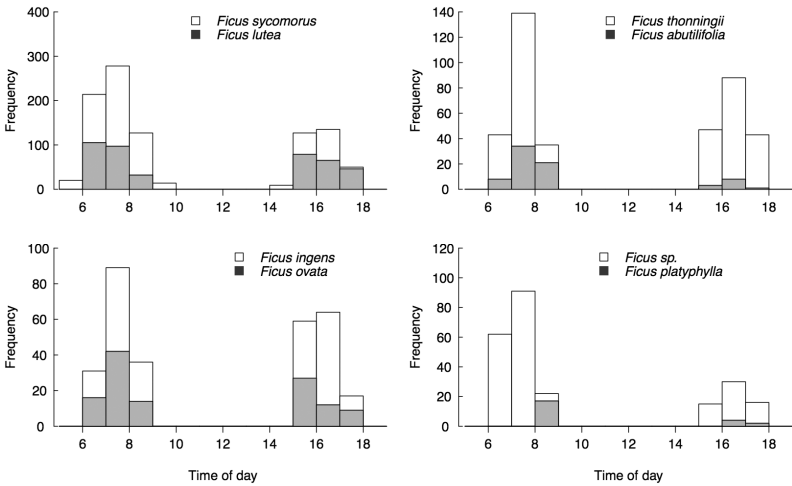 Ficus sycomorus
Ficus lutea
Frequency
400
300
200
100
0
6 8 10 12 14 16 18
Ficus thonningii
Ficus abutilifolia
Frequency
140
120
100
80
60
40
20
0
6 8 10 12 14 16 18
Ficus ingens
Ficus ovata
Frequency
100
80
60
40
20
0
6 8 10 12 14 16 18
Time of day
Ficus sp.
Ficus platyphylla
Frequency
120
100
80
60
40
20
0
6 8 10 12 14 16 18
Time of day